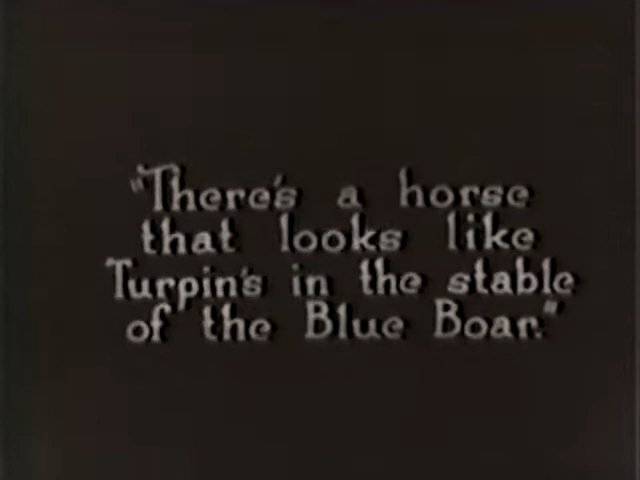 "There's a horse
that looks like
Turpin's in the stable
of the Blue Boar."